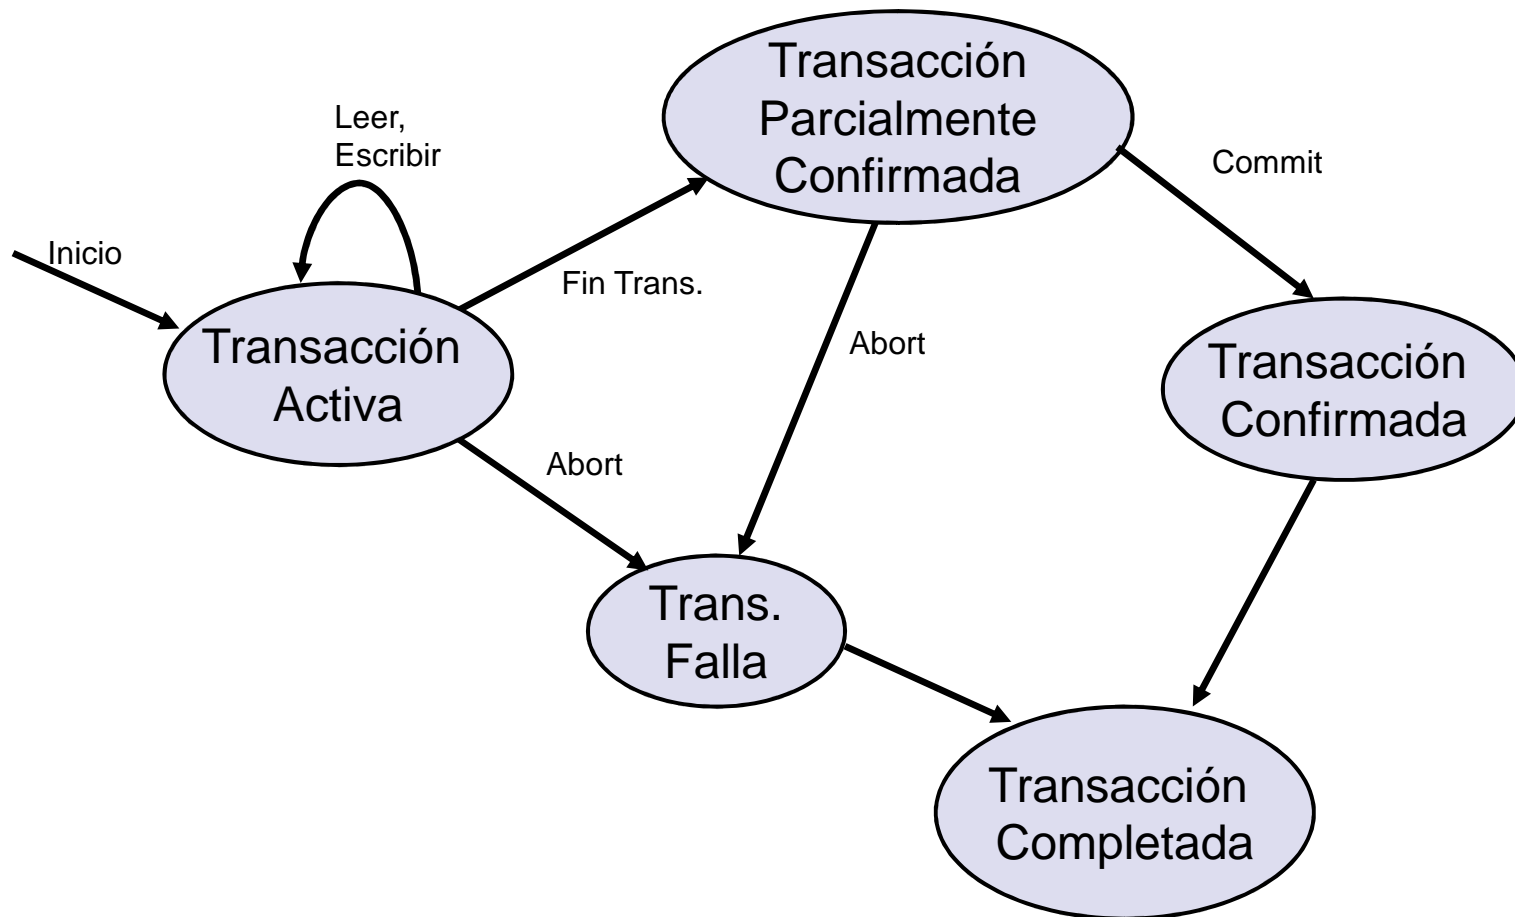 Transacción
Parcialmente
Confirmada
Leer,
Escribir
Commit
Inicio
Fin Trans.
Transacción
Activa
Abort
Transacción
Confirmada
Abort
Trans.
Falla
Transacción
Completada